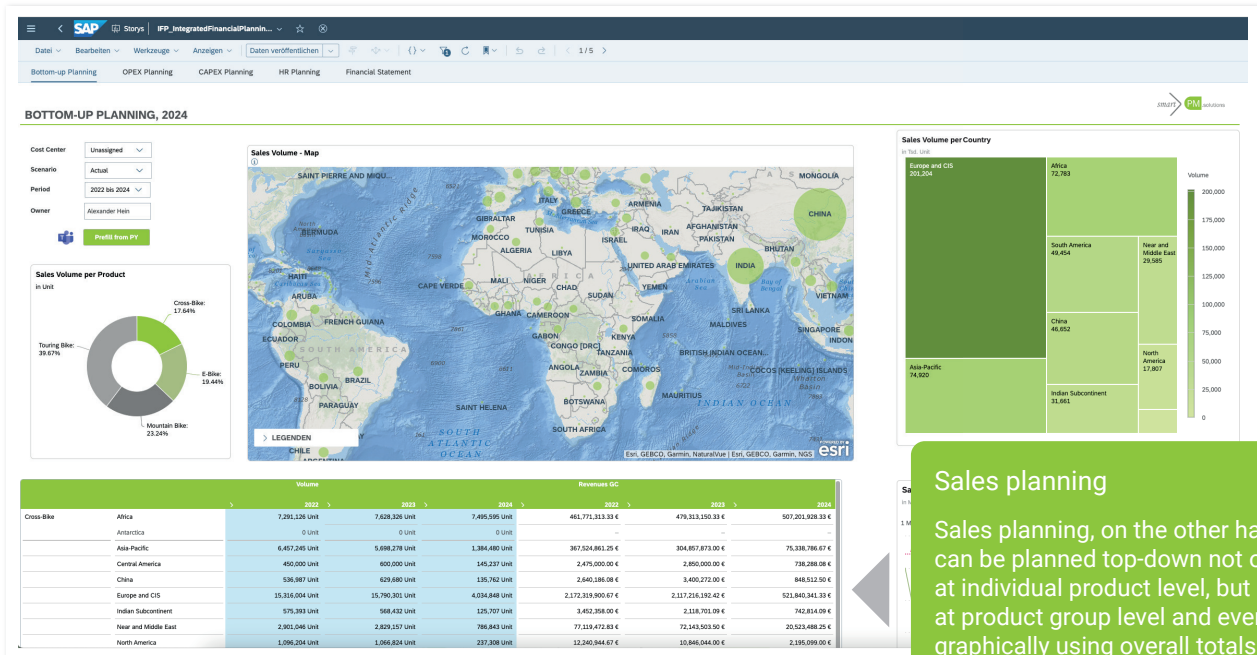 SAP Storys IFP_IntegratedFinancialPlannin...
Datei Bearbeiten Werkzeuge Anzeigen Daten veröffentlichen 1/5
Bottom-up Planning OPEX Planning CAPEX Planning HR Planning Financial Statement
smart PM solutions
BOTTOM-UP PLANNING, 2024
Cost Center Unassigned
Scenario Actual
Period 2022 bis 2024
Owner Alexander Hein
Prefill from PY
Sales Volume per Product
in Unit
Cross-Bike:
17.64%
Touring Bike:
39.67%
E-Bike:
19.44%
Mountain Bike:
23.24%
Sales Volume - Map
SAINT PIERRE AND MIQU...
MONGOLIA
ITALY
GREECE
ARMENIA
TAJIKISTAN
GIBRALTAR
CHINA
BERMUDA
TUNISIA
IRAQ
IRAN
AFGHANISTAN
MOROCCO
ISRAEL
PAKISTAN
ALGERIA
LIBYA
BHUTAN
UNITED ARAB EMIRATES
INDIA
HAITI
CAPE VERDE
MALI
NIGER
CHAD
AFRICA
YEMEN
Arabian
Sea
Bay of
Bengal
VIETNAM
ARUBA
SUDAN
GHANA
CAMEROON
SRI LANKA
COLOMBIA
FRENCH GUIANA
SOMALIA
MALDIVES
SINGAPORE
ECUADOR
GABON
KENYA
INDON
SOUTH AMERICA
CONGO [DRC]
TANZANIA
BRITISH INDIAN OCEAN...
PERU
ANGOLA
ZAMBIA
COMOROS
COCOS (KEELING) ISLANDS
BOLIVIA
BRAZIL
Wharton
Basin
PARAGUAY
SAINT HELENA
BOTSWANA
MAURITIUS
INDIAN OCEAN
SOUTH AFRICA
LEGENDEN
SOUTH
ATLANTIC
OCEAN
CHILE
ARGENTINA
Esri, GEBCO, Garmin, NaturalVue | Esri, GEBCO, Garmin, NGS
POWERED BY
esri
Sales Volume per Country
in Tsd. Unit
Europe and CIS
201,204
Africa
72,783
South America
49,454
Near and
Middle East
29,585
China
46,652
North
America
17,807
Asia-Pacific
74,920
Indian Subcontinent
31,661
Volume
200,000
175,000
150,000
125,000
100,000
75,000
50,000
25,000
0
Volume Revenues GC
2022 2023 2024 2022 2023 2024
Cross-Bike Africa 7,291,126 Unit 7,628,326 Unit 7,495,595 Unit 461,771,313.33 € 479,313,150.33 € 507,201,928.33 €
Antarctica 0 Unit 0 Unit 0 Unit – – –
Asia-Pacific 6,457,245 Unit 5,698,278 Unit 1,384,480 Unit 367,524,861.25 € 304,857,873.00 € 75,338,786.67 €
Central America 450,000 Unit 600,000 Unit 145,237 Unit 2,475,000.00 € 2,850,000.00 € 738,288.08 €
China 536,987 Unit 629,680 Unit 135,762 Unit 2,640,186.08 € 3,400,272.00 € 848,512.50 €
Europe and CIS 15,316,004 Unit 15,790,301 Unit 4,034,848 Unit 2,172,319,900.67 € 2,117,216,192.42 € 521,840,341.33 €
Indian Subcontinent 575,393 Unit 568,432 Unit 125,707 Unit 3,452,358.00 € 2,118,701.09 € 742,814.09 €
Near and Middle East 2,901,046 Unit 2,829,157 Unit 786,843 Unit 77,119,472.83 € 72,143,503.50 € 20,523,488.25 €
North America 1,096,204 Unit 1,066,824 Unit 237,308 Unit 12,240,944.67 € 10,846,044.00 € 2,195,099.00 €
Sa
1 M
Sales planning
Sales planning, on the other ha
can be planned top-down not o
at individual product level, but
at product group level and even
graphically using overall totals